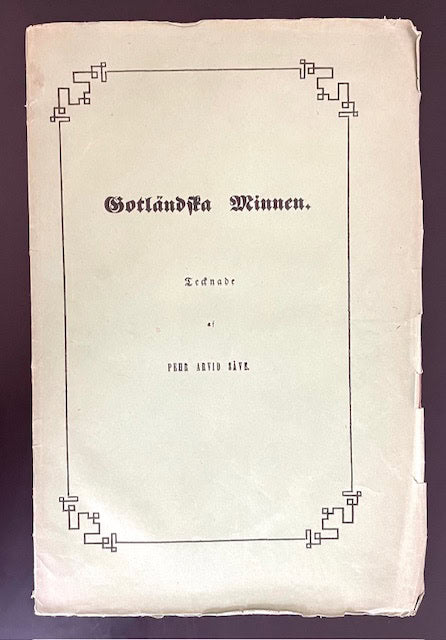 Gotländſka Minnen.
Tecknade
af
PEHR ARVID SÄVE.